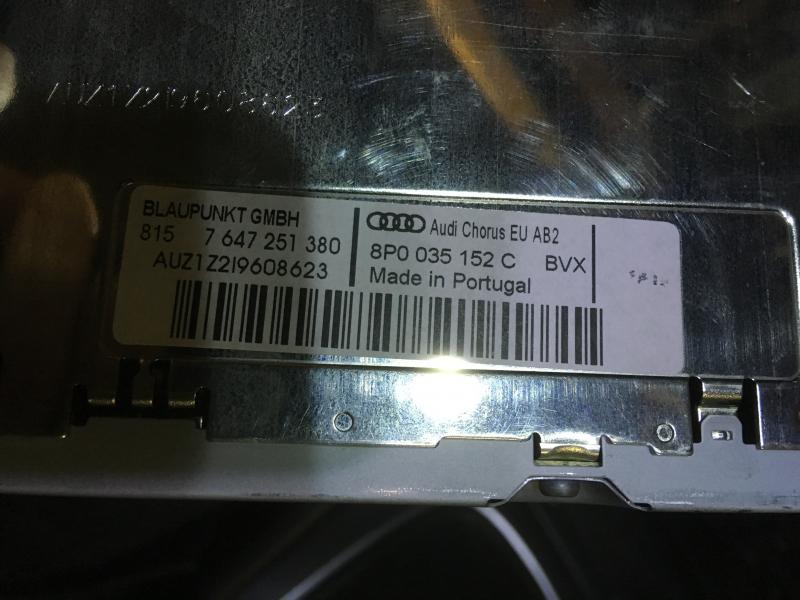 AUZ1Z2I9608623
BLAUPUNKT GMBH
815 7 647 251 380
AUZ1Z2I9608623
Audi Chorus EU AB2
8P0 035 152 C BVX
Made in Portugal